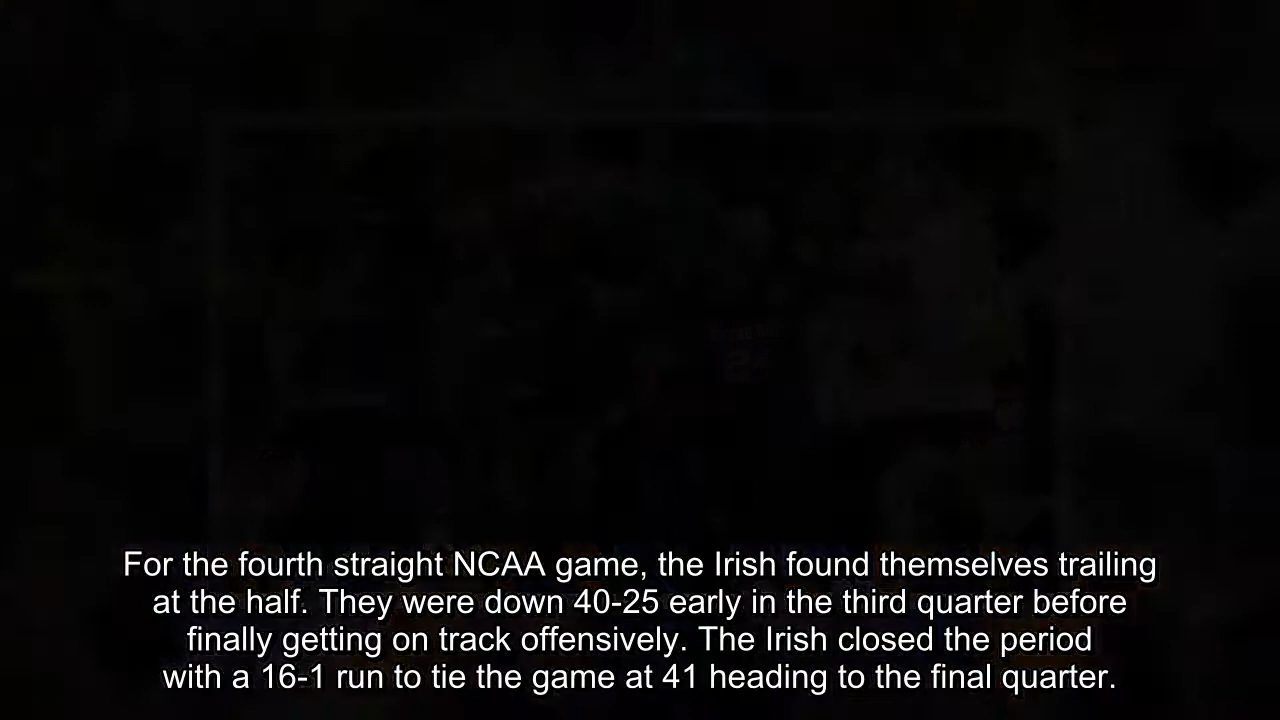 For the fourth straight NCAA game, the Irish found themselves trailing
at the half. They were down 40-25 early in the third quarter before
finally getting on track offensively. The Irish closed the period
with a 16-1 run to tie the game at 41 heading to the final quarter.